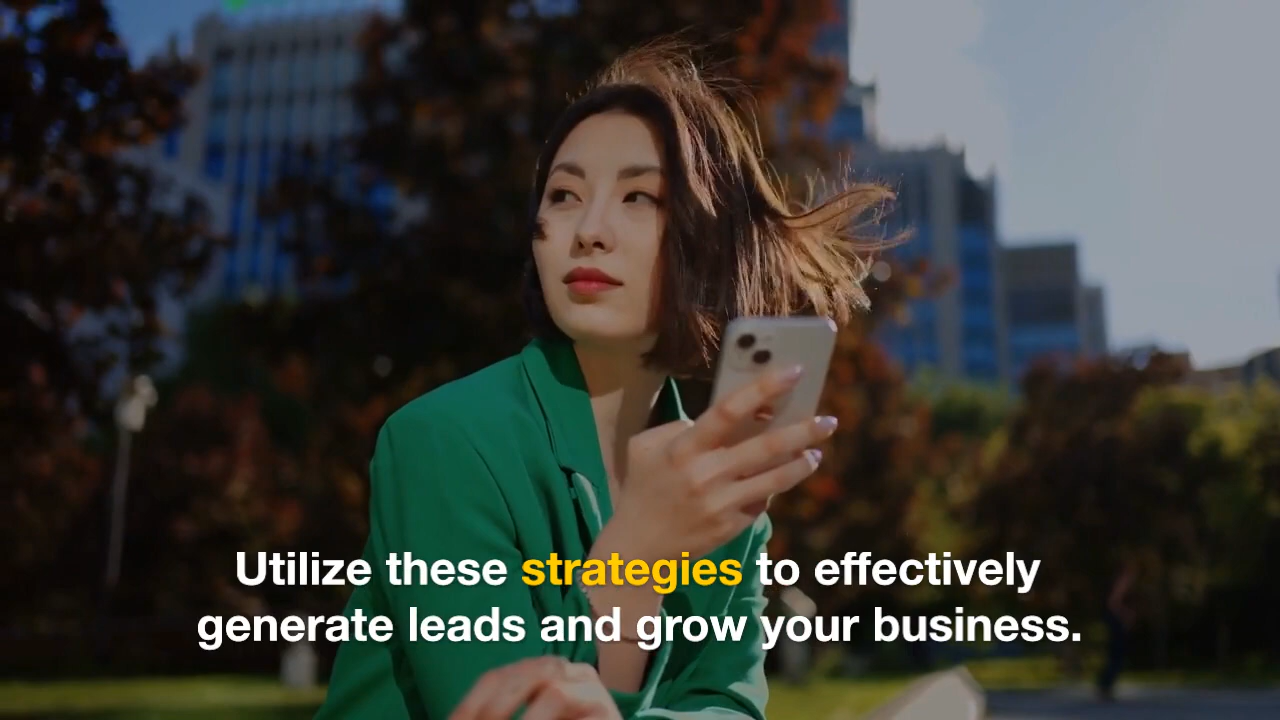 Utilize these strategies to effectively
generate leads and grow your business.